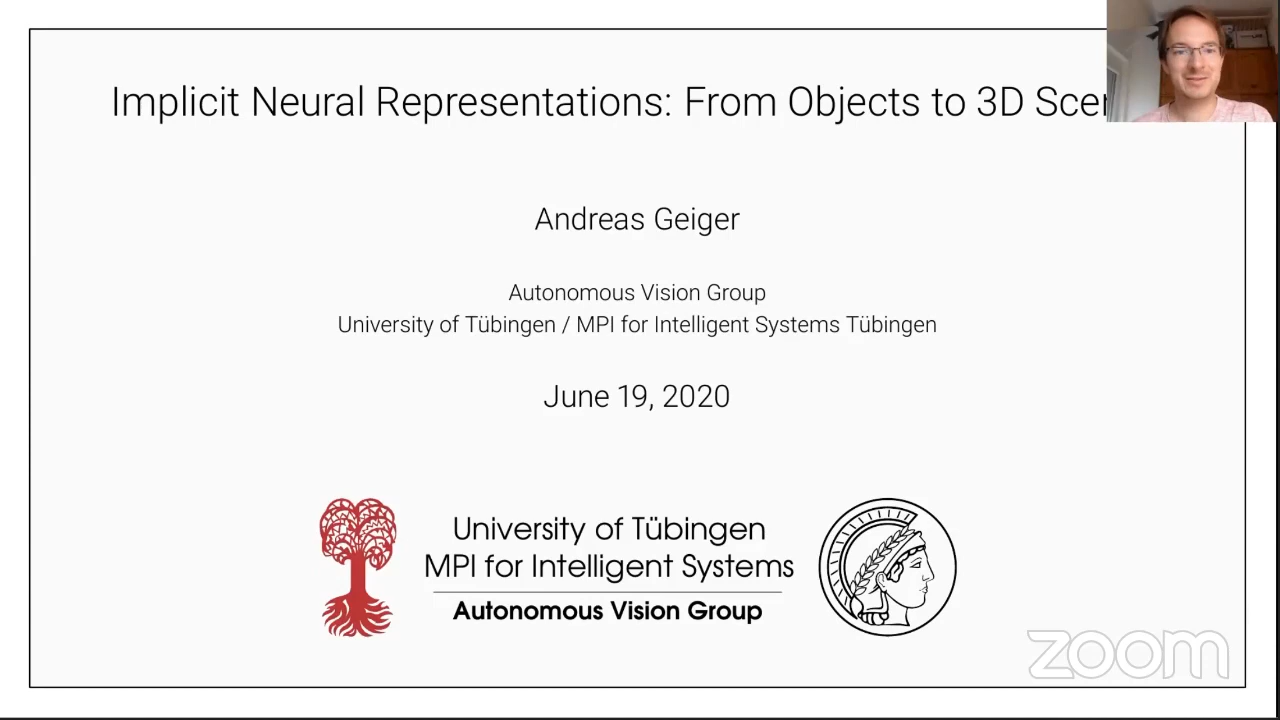 Implicit Neural Representations: From Objects to 3D
Andreas Geiger
Autonomous Vision Group
University of Tübingen / MPI for Intelligent Systems Tübingen
June 19, 2020
University of Tübingen
MPI for Intelligent Systems
Autonomous Vision Group
zoom